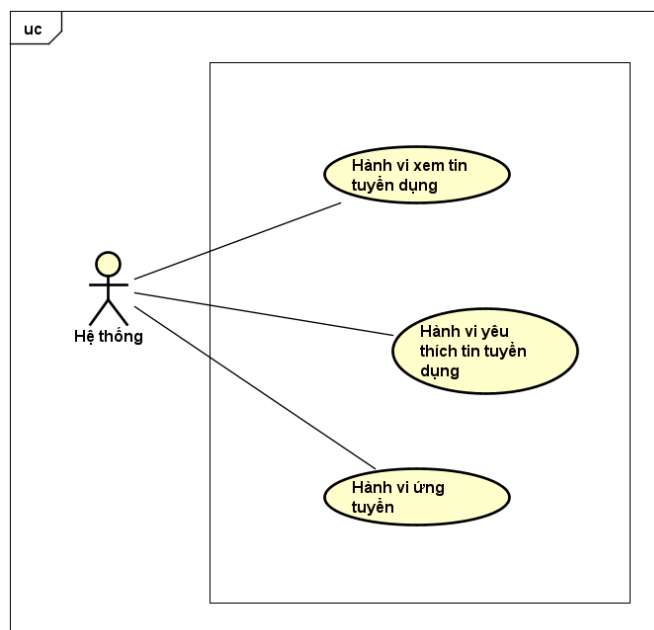 uc
Hành vi xem tin
tuyển dụng
Hệ thống
Hành vi yêu
thích tin tuyển
dụng
Hành vi ứng
tuyển